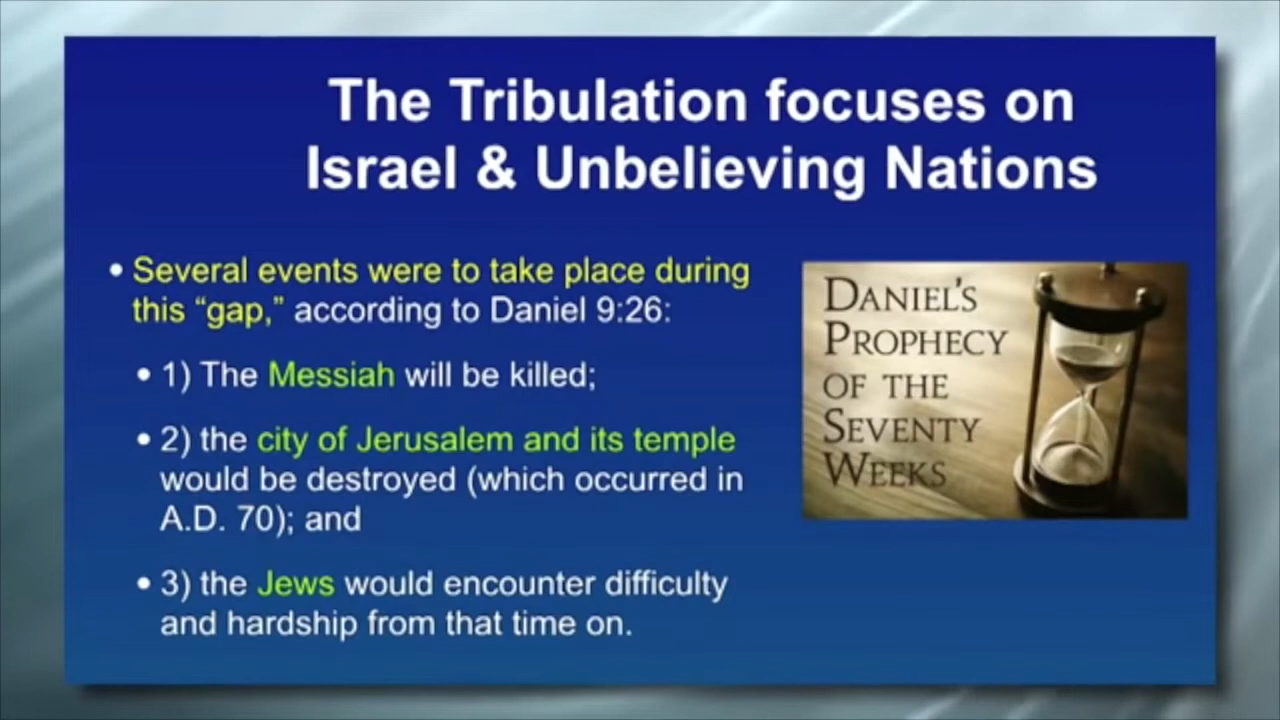 The Tribulation focuses on
Israel & Unbelieving Nations
• Several events were to take place during
this “gap,” according to Daniel 9:26:
• 1) The Messiah will be killed;
• 2) the city of Jerusalem and its temple
would be destroyed (which occurred in
A.D. 70); and
• 3) the Jews would encounter difficulty
and hardship from that time on.
DANIEL'S
PROPHECY
OF THE
SEVENTY
WEEKS